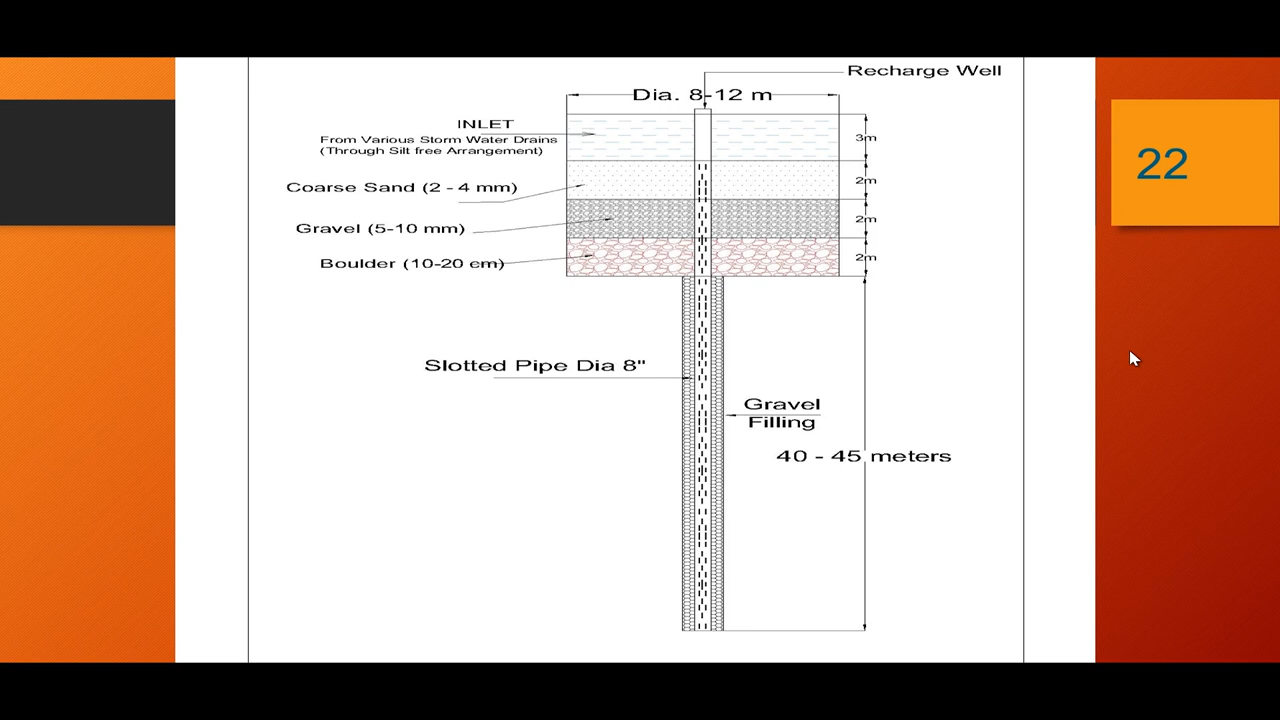 Recharge Well
Dia. 8-12 m
INLET
From Various Storm Water Drains
(Through Silt free Arrangement)
3m
Coarse Sand (2 - 4 mm)
2m
Gravel (5-10 mm)
2m
Boulder (10-20 cm)
2m
Slotted Pipe Dia 8"
Gravel
Filling
40 - 45 meters
22